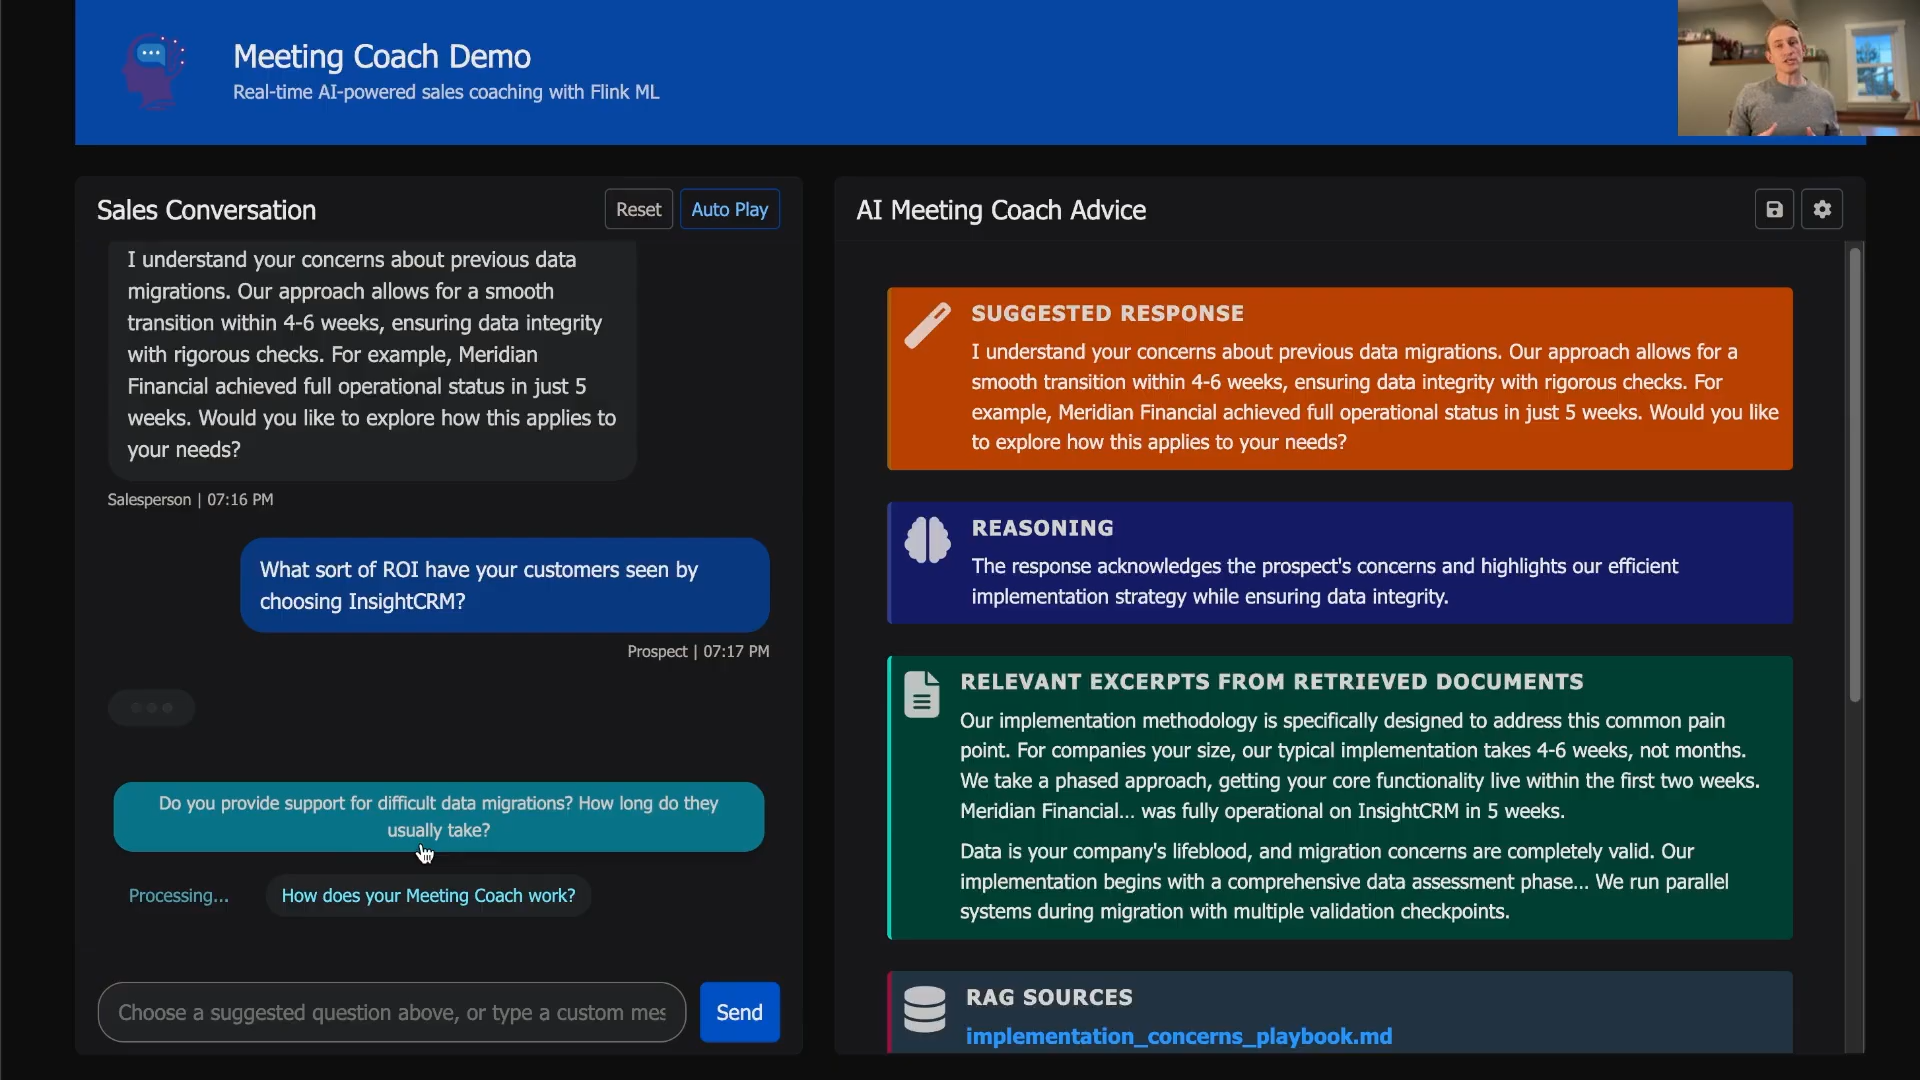 Meeting Coach Demo
Real-time AI-powered sales coaching with Flink ML
Sales Conversation
Reset
Auto Play
I understand your concerns about previous data
migrations. Our approach allows for a smooth
transition within 4-6 weeks, ensuring data integrity
with rigorous checks. For example, Meridian
Financial achieved full operational status in just 5
weeks. Would you like to explore how this applies to
your needs?
Salesperson | 07:16 PM
What sort of ROI have your customers seen by
choosing InsightCRM?
Prospect | 07:17 PM
Do you provide support for difficult data migrations? How long do they
usually take?
Processing...
How does your Meeting Coach work?
Choose a suggested question above, or type a custom mes
Send
AI Meeting Coach Advice
SUGGESTED RESPONSE
I understand your concerns about previous data migrations. Our approach allows for a
smooth transition within 4-6 weeks, ensuring data integrity with rigorous checks. For
example, Meridian Financial achieved full operational status in just 5 weeks. Would you like
to explore how this applies to your needs?
REASONING
The response acknowledges the prospect's concerns and highlights our efficient
implementation strategy while ensuring data integrity.
RELEVANT EXCERPTS FROM RETRIEVED DOCUMENTS
Our implementation methodology is specifically designed to address this common pain
point. For companies your size, our typical implementation takes 4-6 weeks, not months.
We take a phased approach, getting your core functionality live within the first two weeks.
Meridian Financial... was fully operational on InsightCRM in 5 weeks.
Data is your company's lifeblood, and migration concerns are completely valid. Our
implementation begins with a comprehensive data assessment phase... We run parallel
systems during migration with multiple validation checkpoints.
RAG SOURCES
implementation_concerns_playbook.md